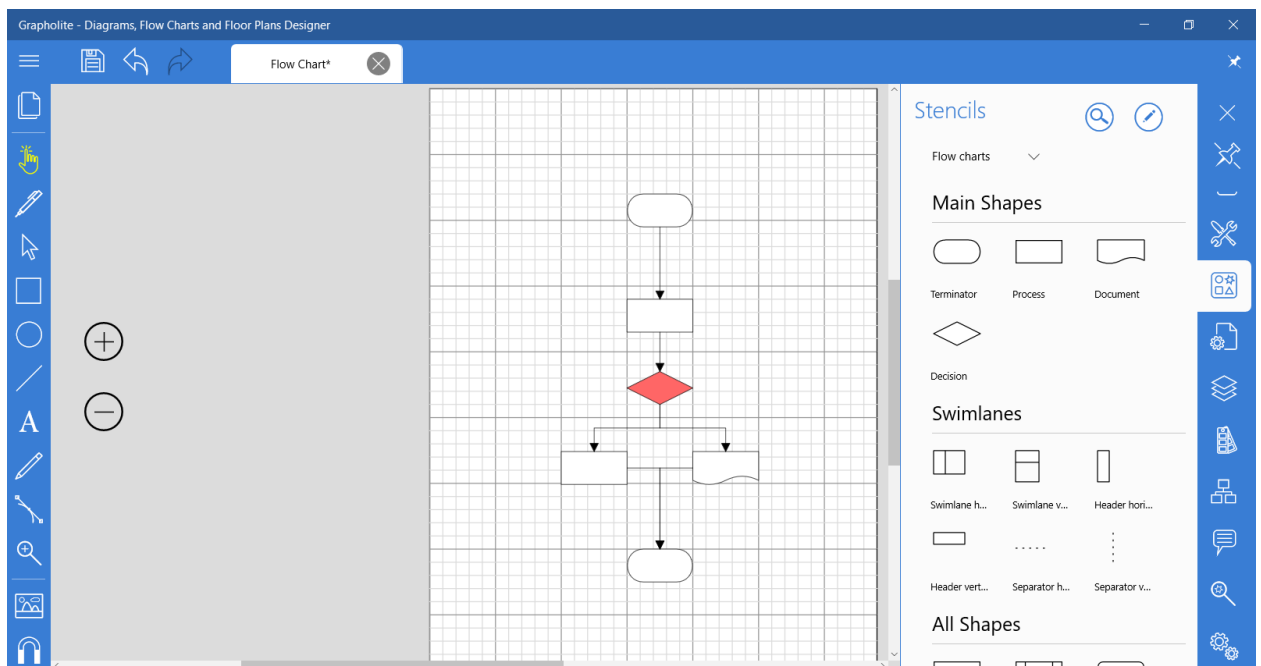 Grapholite - Diagrams, Flow Charts and Floor Plans Designer
Flow Chart*
Stencils
Flow charts
Main Shapes
Terminator
Process
Document
Decision
Swimlanes
Swimlane h...
Swimlane v...
Header hori...
Header vert...
Separator h...
Separator v...
All Shapes
A